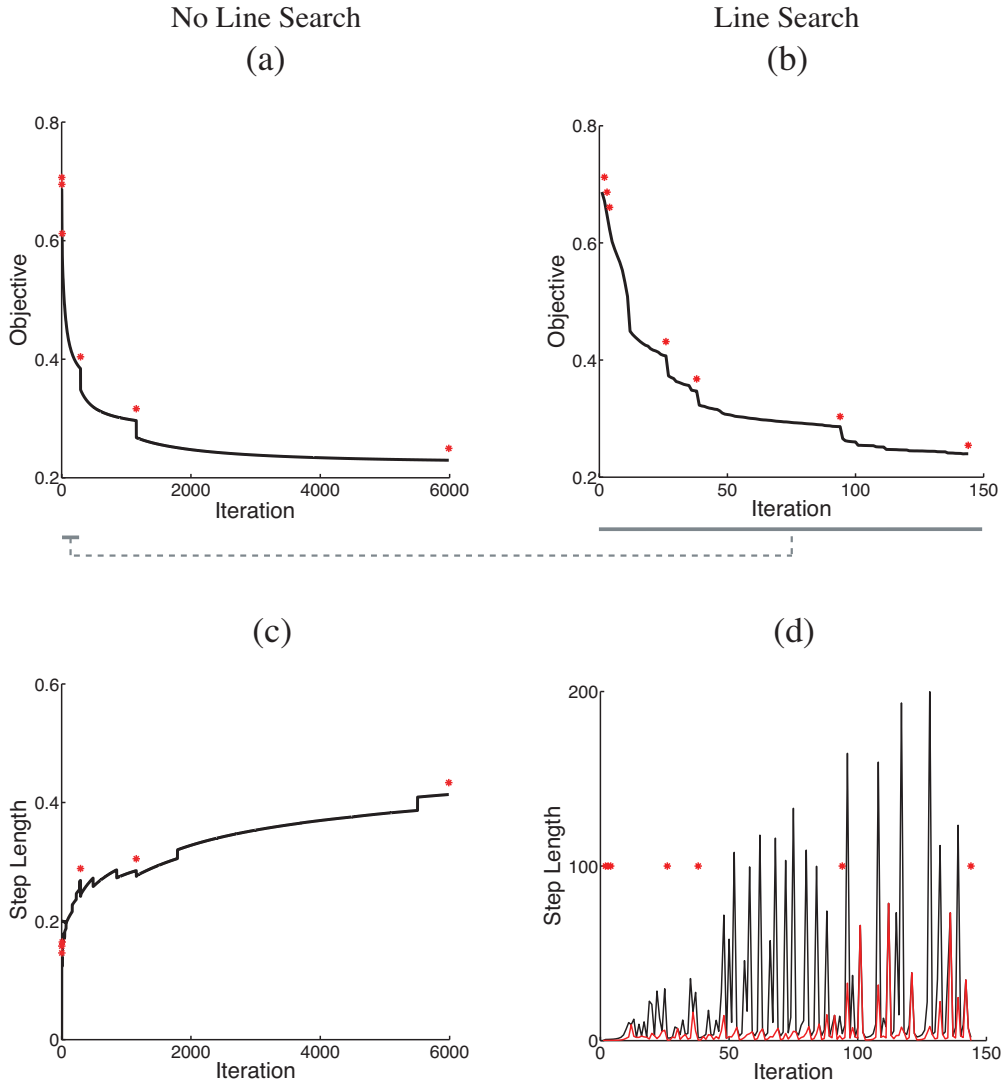 No Line Search
Line Search
(a)
(b)
0.8
0.6
0.4
0.2
Objective
0
2000
4000
6000
Iteration
0.8
0.6
0.4
0.2
Objective
0
50
100
150
Iteration
(c)
(d)
0.6
0.4
0.2
0
Step Length
0
2000
4000
6000
Iteration
200
100
0
Step Length
0
50
100
150
Iteration